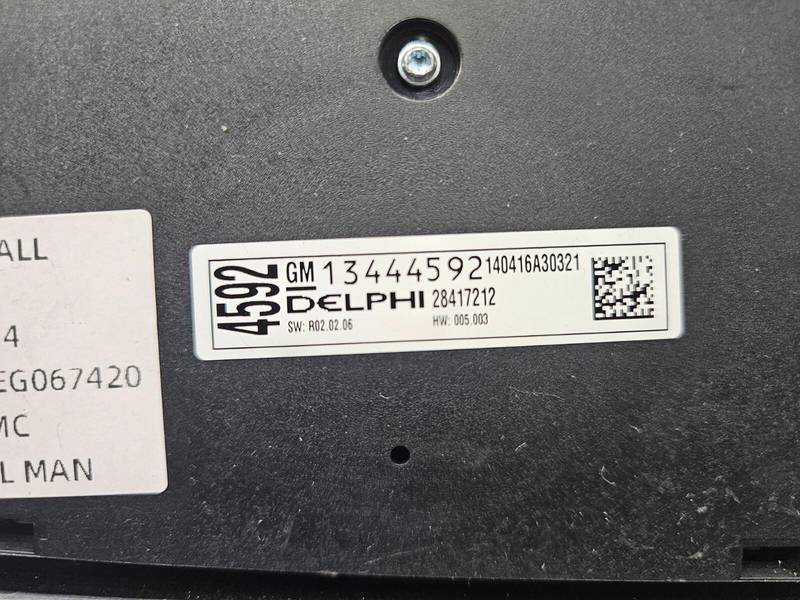 ALL
4
EG067420
MC
L MAN
4592
GM 13444592 140416A30321
DELPHI 28417212
SW: R02.02.06 HW: 005.003